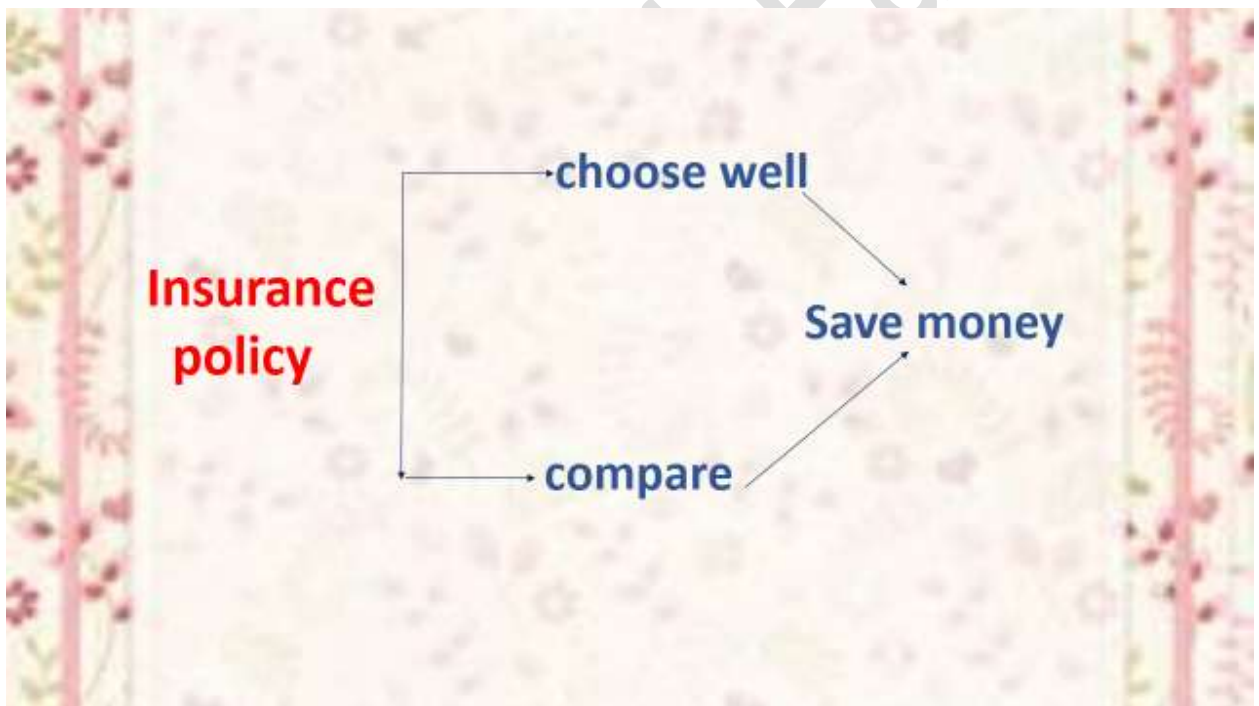 choose well
Insurance
policy
Save money
compare